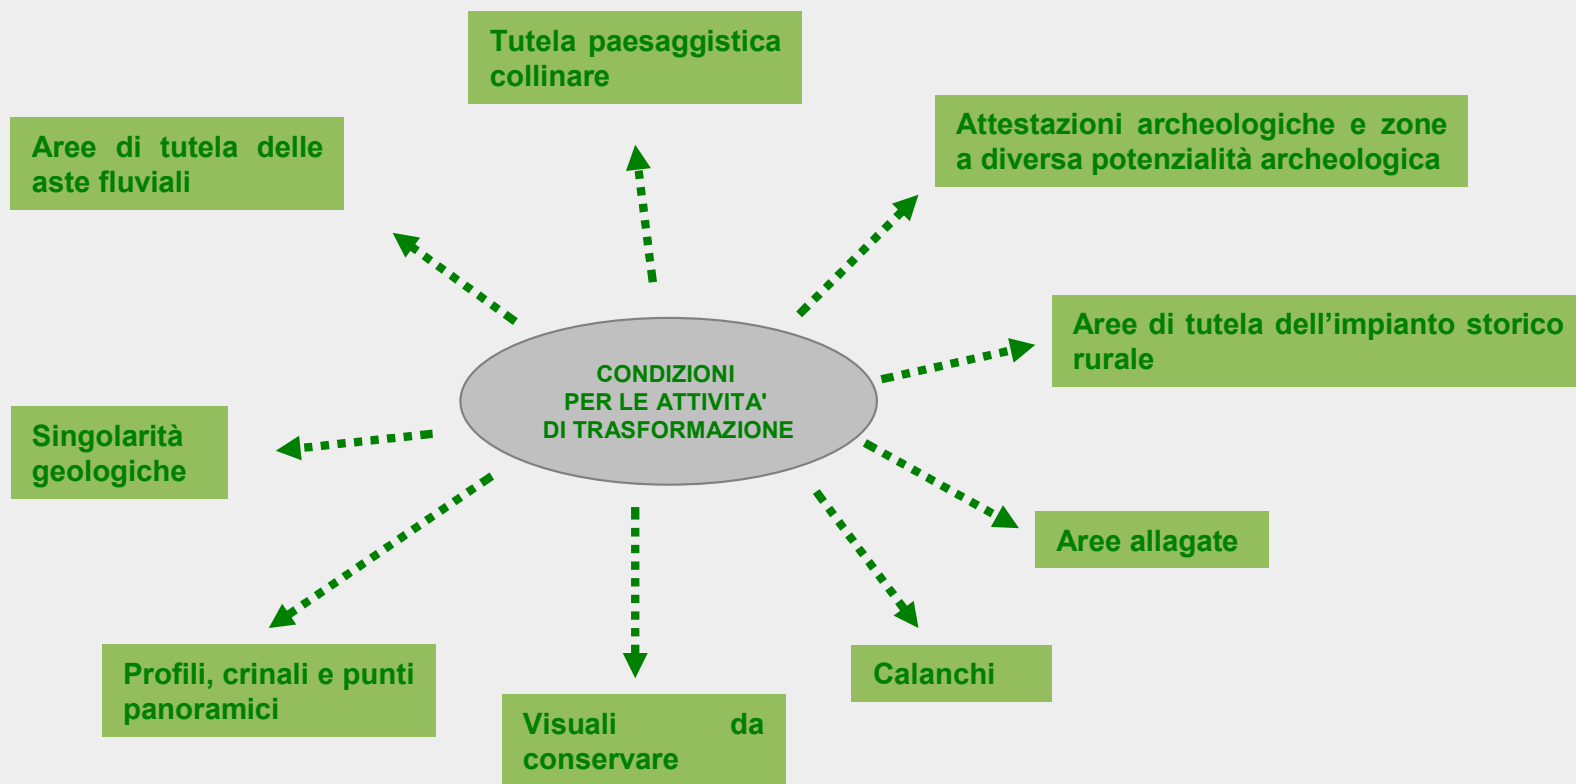 Tutela paesaggistica
collinare
Attestazioni archeologiche e zone
a diversa potenzialità archeologica
Aree di tutela delle
aste fluviali
Aree di tutela dell’impianto storico
rurale
CONDIZIONI
PER LE ATTIVITA'
DI TRASFORMAZIONE
Singolarità
geologiche
Aree allagate
Profili, crinali e punti
panoramici
Calanchi
Visuali da
conservare